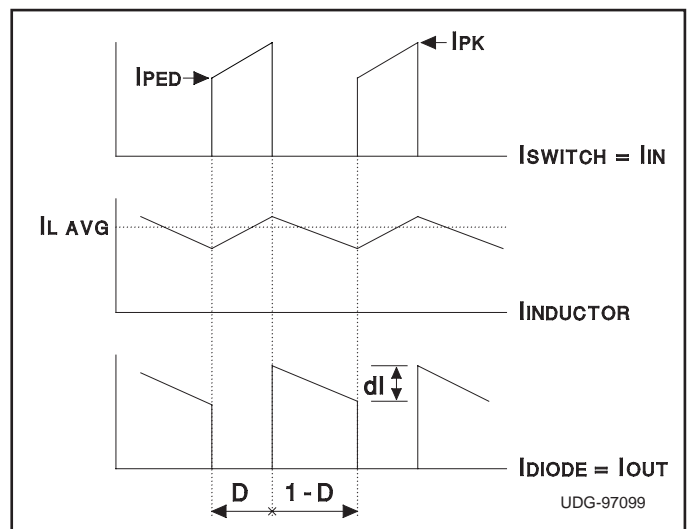 IPK
IPED
ISWITCH = IIN
IL AVG
IINDUCTOR
dI
IDIODE = IOUT
D 1 - D
UDG-97099